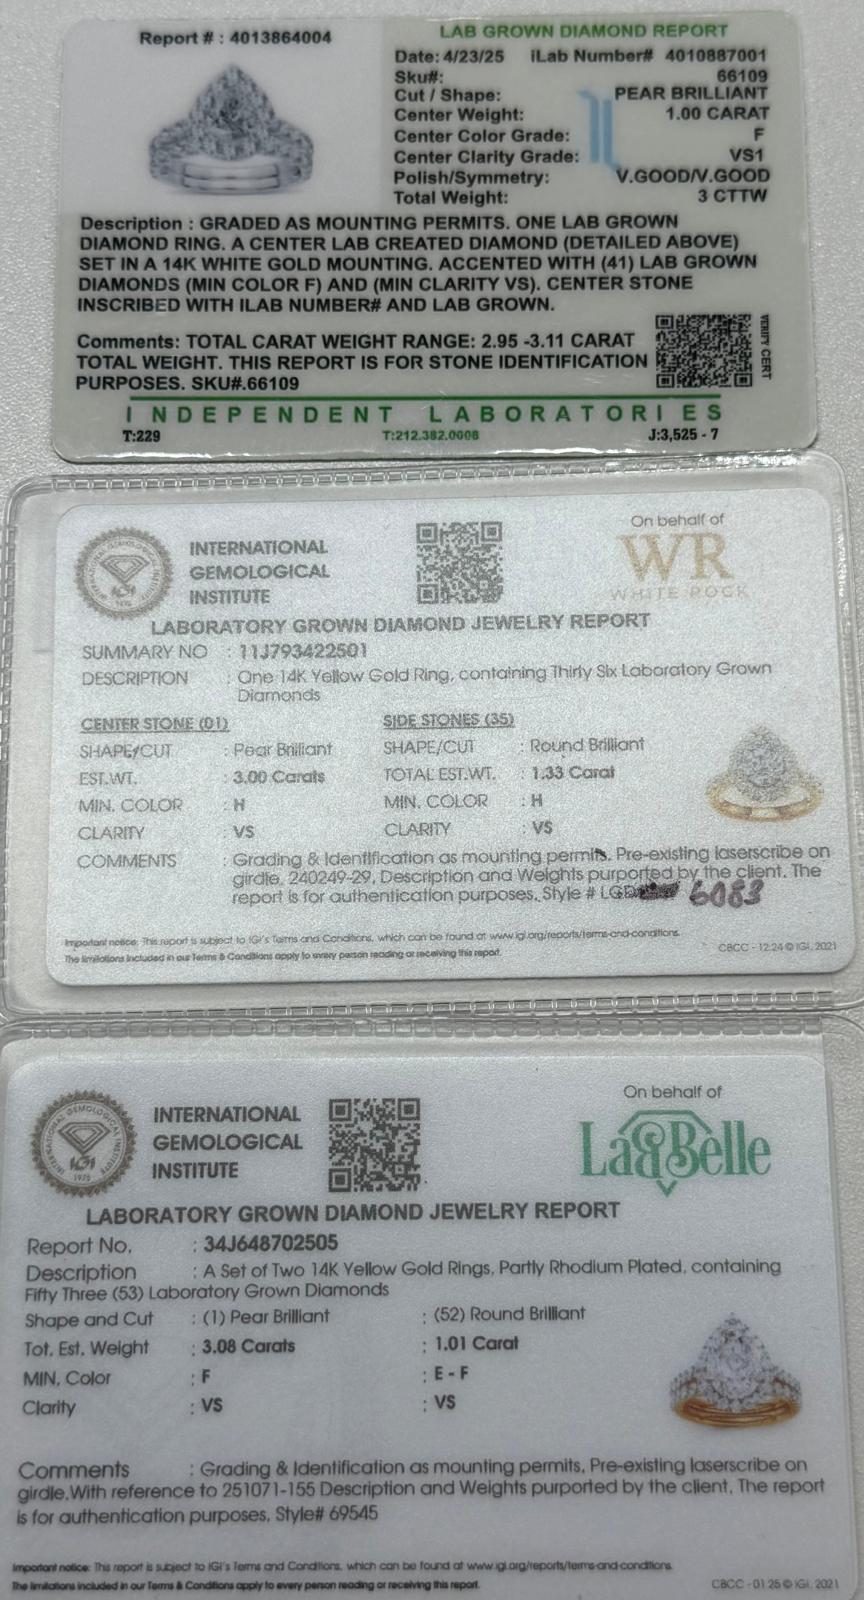 Report # : 4013864004
LAB GROWN DIAMOND REPORT
Date: 4/23/25 iLab Number# 4010887001
Sku#: 66109
Cut / Shape: PEAR BRILLIANT
Center Weight: 1.00 CARAT
Center Color Grade: F
Center Clarity Grade: VS1
Polish/Symmetry: V.GOOD/V.GOOD
Total Weight: 3 CTTW
Description : GRADED AS MOUNTING PERMITS. ONE LAB GROWN
DIAMOND RING. A CENTER LAB CREATED DIAMOND (DETAILED ABOVE)
SET IN A 14K WHITE GOLD MOUNTING. ACCENTED WITH (41) LAB GROWN
DIAMONDS (MIN COLOR F) AND (MIN CLARITY VS). CENTER STONE
INSCRIBED WITH ILAB NUMBER# AND LAB GROWN.
Comments: TOTAL CARAT WEIGHT RANGE: 2.95 -3.11 CARAT
TOTAL WEIGHT. THIS REPORT IS FOR STONE IDENTIFICATION
PURPOSES. SKU#.66109
VERIFY CERT
INDEPENDENT LABORATORIES
T:229 T:212.382.0008 J:3,525 - 7
INTERNATIONAL
GEMOLOGICAL
INSTITUTE
On behalf of
WR
WHITE ROCK
LABORATORY GROWN DIAMOND JEWELRY REPORT
SUMMARY NO : 11J793422501
DESCRIPTION : One 14K Yellow Gold Ring, containing Thirty Six Laboratory Grown
Diamonds
CENTER STONE (01) SIDE STONES (35)
SHAPE/CUT : Pear Brilliant SHAPE/CUT : Round Brilliant
EST.WT. : 3.00 Carats TOTAL EST.WT. : 1.33 Carat
MIN. COLOR : H MIN. COLOR : H
CLARITY : VS CLARITY : VS
COMMENTS : Grading & Identification as mounting permits. Pre-existing laserscribe on
girdle, 240249-29, Description and Weights purported by the client. The
report is for authentication purposes. Style # LGD 6083
Important notice: This report is subject to IGI's Terms and Conditions, which can be found at www.igi.org/reports/terms-and-conditions.
The limitations included in our Terms & Conditions apply to every person reading or receiving this report.
CBCC - 12:24 © IGI, 2021
INTERNATIONAL GEMOLOGICAL INSTITUTE
IGI
1975
INTERNATIONAL
GEMOLOGICAL
INSTITUTE
On behalf of
LabBelle
LABORATORY GROWN DIAMOND JEWELRY REPORT
Report No. : 34J648702505
Description : A Set of Two 14K Yellow Gold Rings, Partly Rhodium Plated, containing
Fifty Three (53) Laboratory Grown Diamonds
Shape and Cut : (1) Pear Brilliant : (52) Round Brilliant
Tot. Est. Weight : 3.08 Carats : 1.01 Carat
MIN. Color : F : E - F
Clarity : VS : VS
Comments : Grading & Identification as mounting permits, Pre-existing laserscribe on
girdle.With reference to 251071-155 Description and Weights purported by the client, The report
is for authentication purposes, Style# 69545
Important notice: This report is subject to IGI's Terms and Conditions, which can be found at www.igi.org/reports/terms-and-conditions.
The limitations included in our Terms & Conditions apply to every person reading or receiving this report.
CBCC - 01:25 © IGI, 2021